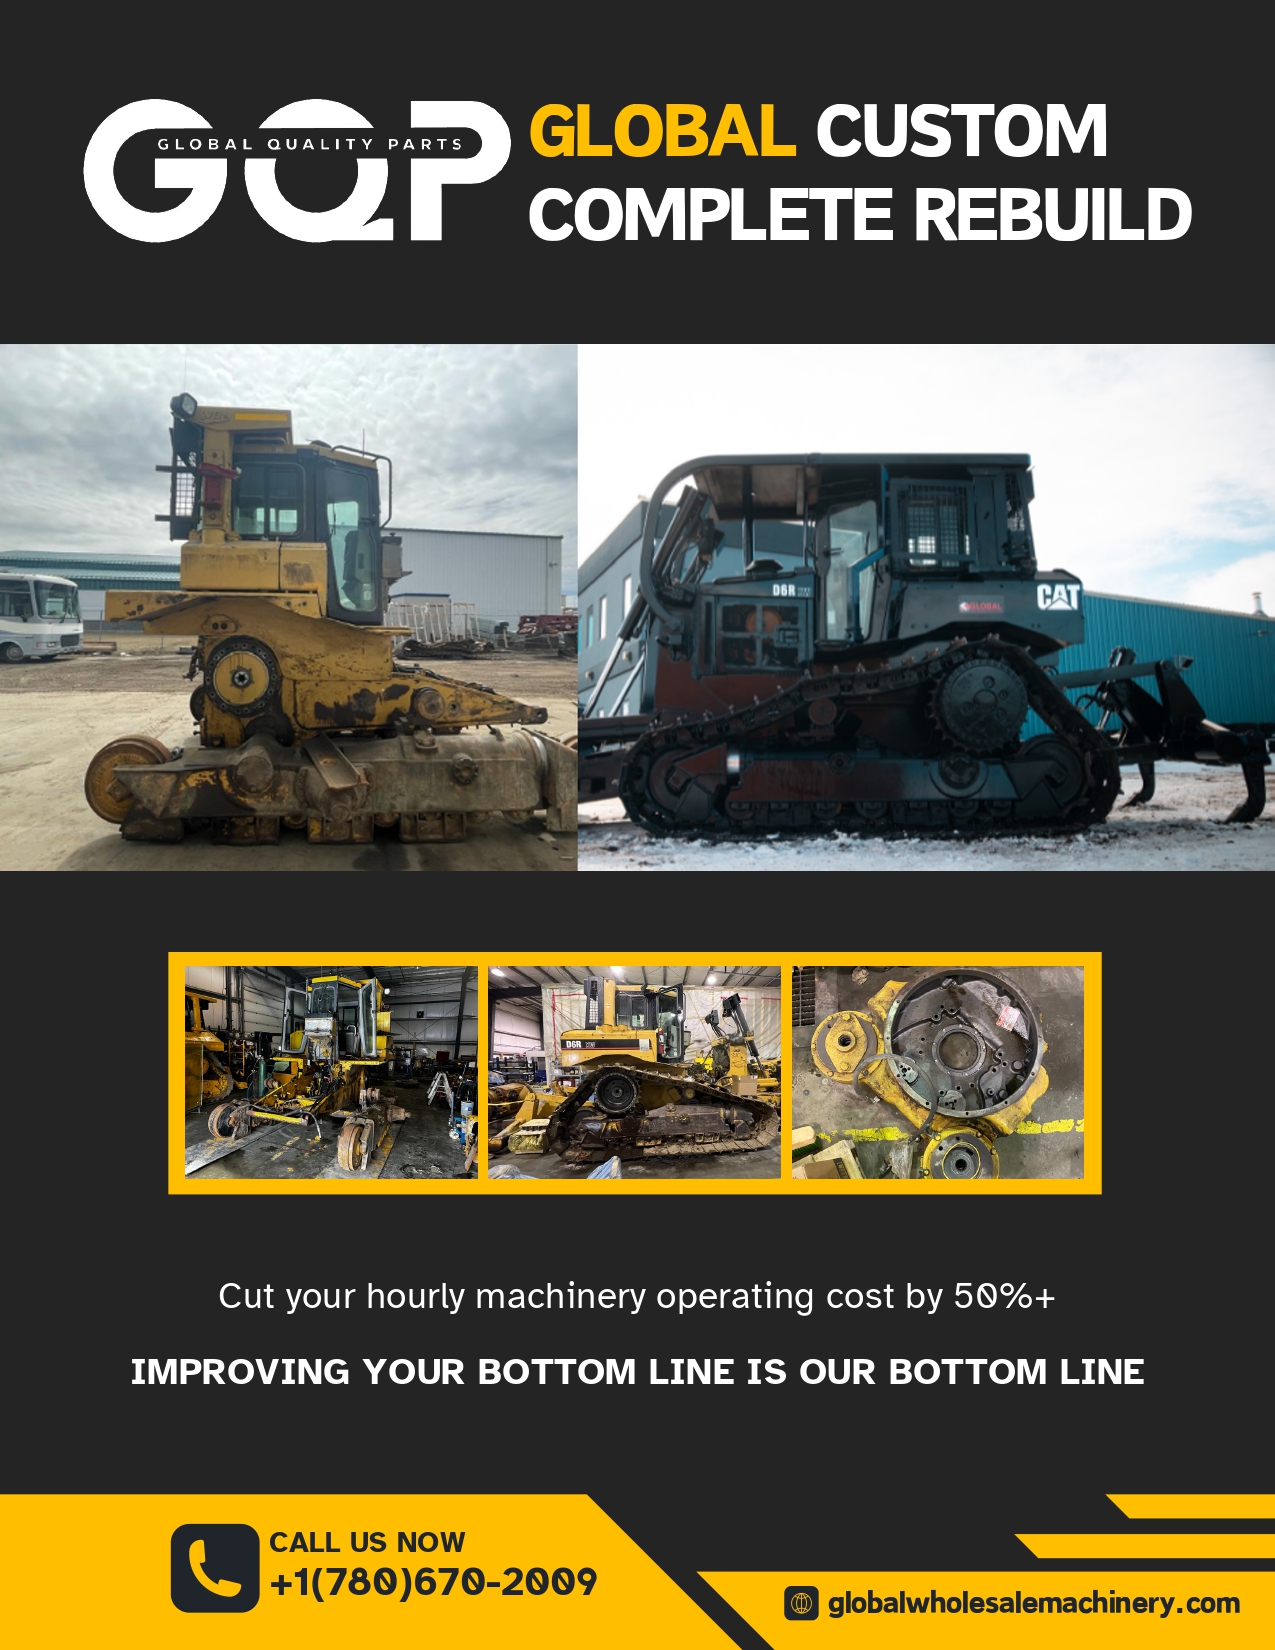 GQP
GLOBAL QUALITY PARTS
GLOBAL CUSTOM
COMPLETE REBUILD
D6R
GLOBAL
CAT
D6R
Cut your hourly machinery operating cost by 50%+
IMPROVING YOUR BOTTOM LINE IS OUR BOTTOM LINE
CALL US NOW
+1(780)670-2009
globalwholesalemachinery.com